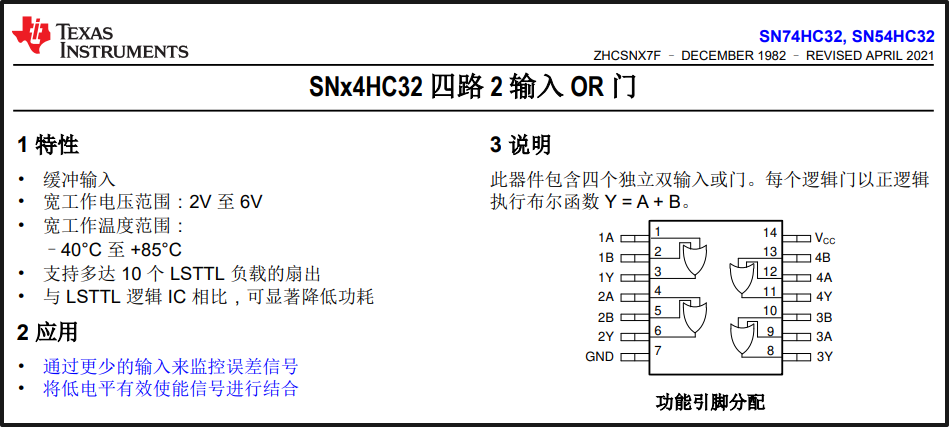 TEXAS
INSTRUMENTS
SN74HC32, SN54HC32
ZHCSNX7F – DECEMBER 1982 – REVISED APRIL 2021
SNx4HC32 四路 2 输入 OR 门
1 特性
• 缓冲输入
• 宽工作电压范围：2V 至 6V
• 宽工作温度范围：
– 40°C 至 +85°C
• 支持多达 10 个 LSTTL 负载的扇出
• 与 LSTTL 逻辑 IC 相比，可显著降低功耗
2 应用
• 通过更少的输入来监控误差信号
• 将低电平有效使能信号进行结合
3 说明
此器件包含四个独立双输入或门。每个逻辑门以正逻辑
执行布尔函数 Y = A + B。
1A 1 14 VCC
1B 2 13 4B
1Y 3 12 4A
2A 4 11 4Y
2B 5 10 3B
2Y 6 9 3A
GND 7 8 3Y
功能引脚分配